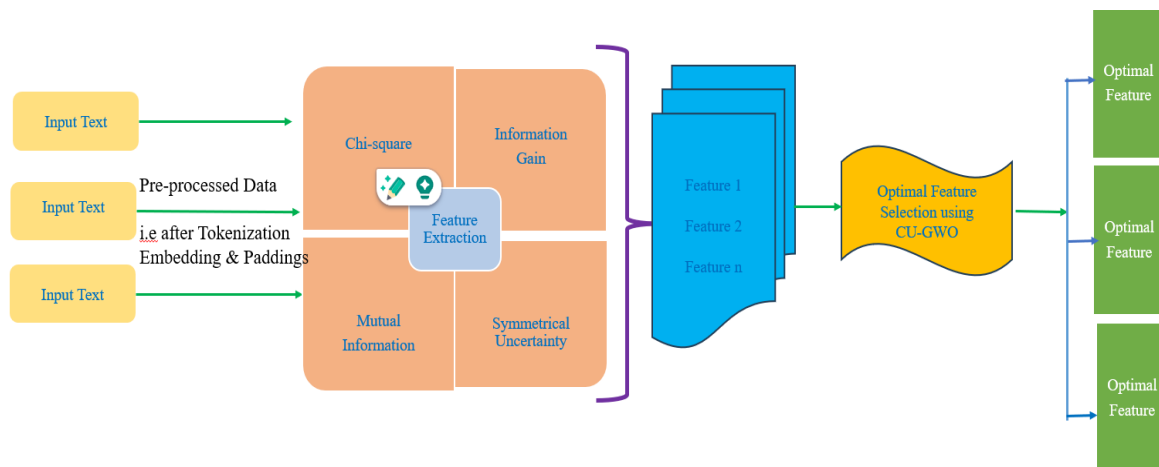 Input Text
Pre-processed Data
Input Text
i.e after Tokenization
Embedding & Paddings
Input Text
Chi-square
Information
Gain
Feature
Extraction
Mutual
Information
Symmetrical
Uncertainty
Feature 1
Feature 2
Feature n
Optimal Feature
Selection using
CU-GWO
Optimal
Feature
Optimal
Feature
Optimal
Feature